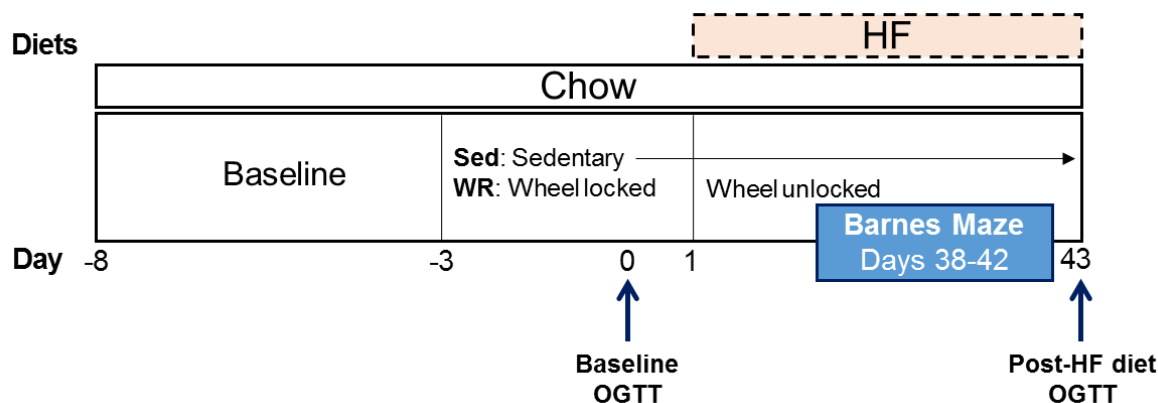 Diets
HF
Chow
Baseline
Sed: Sedentary
WR: Wheel locked
Wheel unlocked
Barnes Maze
Days 38-42
Day
-8
-3
0
1
43
Baseline
OGTT
Post-HF diet
OGTT